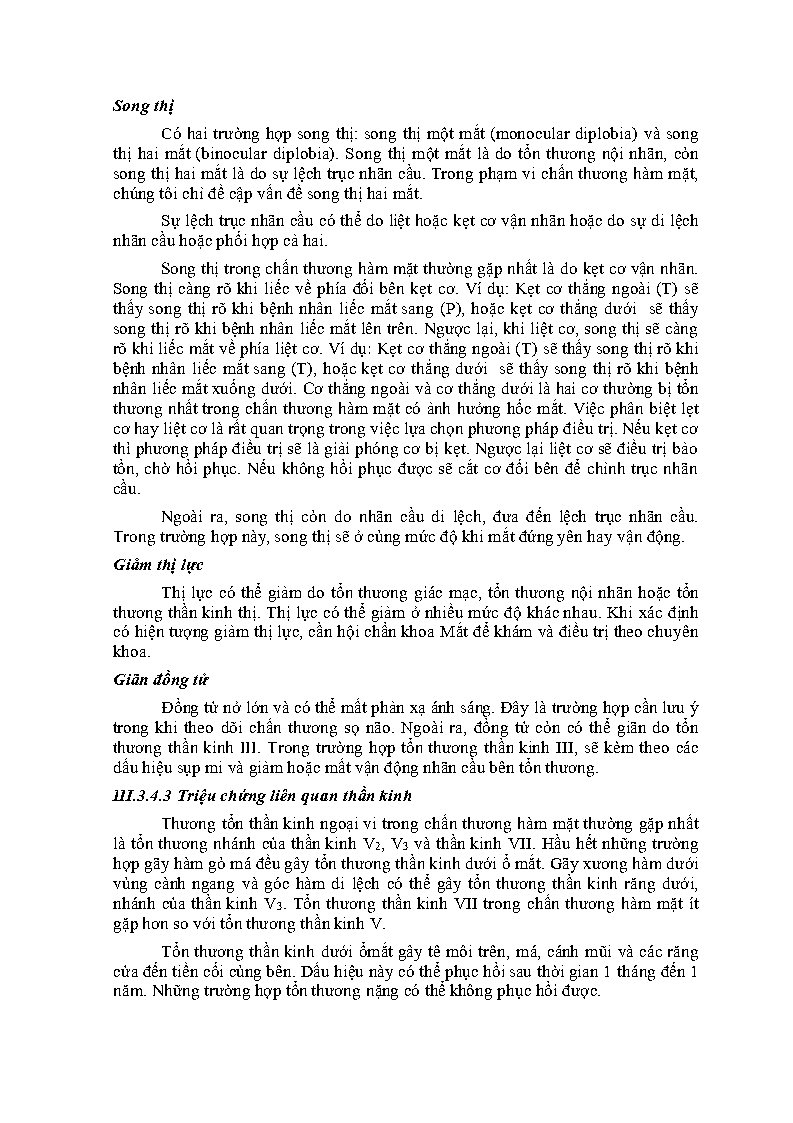 Song thị
Có hai trường hợp song thị: song thị một mắt (monocular diplobia) và song
thị hai mắt (binocular diplobia). Song thị một mắt là do tổn thương nội nhãn, còn
song thị hai mắt là do sự lệch trục nhãn cầu. Trong phạm vi chấn thương hàm mặt,
chúng tôi chỉ đề cập vấn đề song thị hai mắt.
Sự lệch trục nhãn cầu có thể do liệt hoặc kẹt cơ vận nhãn hoặc do sự di lệch
nhãn cầu hoặc phối hợp cả hai.
Song thị trong chấn thương hàm mặt thường gặp nhất là do kẹt cơ vận nhãn.
Song thị càng rõ khi liếc về phía đối bên kẹt cơ. Ví dụ: Kẹt cơ thẳng ngoài (T) sẽ
thấy song thị rõ khi bệnh nhân liếc mắt sang (P), hoặc kẹt cơ thẳng dưới sẽ thấy
song thị rõ khi bệnh nhân liếc mắt lên trên. Ngược lại, khi liệt cơ, song thị sẽ càng
rõ khi liếc mắt về phía liệt cơ. Ví dụ: Kẹt cơ thẳng ngoài (T) sẽ thấy song thị rõ khi
bệnh nhân liếc mắt sang (T), hoặc kẹt cơ thẳng dưới sẽ thấy song thị rõ khi bệnh
nhân liếc mắt xuống dưới. Cơ thẳng ngoài và cơ thẳng dưới là hai cơ thường bị tổn
thương nhất trong chấn thương hàm mặt có ảnh hưởng hốc mắt. Việc phân biệt lẹt
cơ hay liệt cơ là rất quan trọng trong việc lựa chọn phương pháp điều trị. Nếu kẹt cơ
thì phương pháp điều trị sẽ là giải phóng cơ bị kẹt. Ngược lại liệt cơ sẽ điều trị bảo
tồn, chờ hồi phục. Nếu không hồi phục được sẽ cắt cơ đối bên để chỉnh trục nhãn
cầu.
Ngoài ra, song thị còn do nhãn cầu di lệch, đưa đến lệch trục nhãn cầu.
Trong trường hợp này, song thị sẽ ở cùng mức độ khi mắt đứng yên hay vận động.
Giảm thị lực
Thị lực có thể giảm do tổn thương giác mạc, tổn thương nội nhãn hoặc tổn
thương thần kinh thị. Thị lực có thể giảm ở nhiều mức độ khác nhau. Khi xác định
có hiện tượng giảm thị lực, cần hội chẩn khoa Mắt để khám và điều trị theo chuyên
khoa.
Giãn đồng tử
Đồng tử nở lớn và có thể mất phản xạ ánh sáng. Đây là trường hợp cần lưu ý
trong khi theo dõi chấn thương sọ não. Ngoài ra, đồng tử còn có thể giãn do tổn
thương thần kinh III. Trong trường hợp tổn thương thần kinh III, sẽ kèm theo các
dấu hiệu sụp mi và giảm hoặc mất vận động nhãn cầu bên tổn thương.
III.3.4.3 Triệu chứng liên quan thần kinh
Thương tổn thần kinh ngoại vi trong chấn thương hàm mặt thường gặp nhất
là tổn thương nhánh của thần kinh V₂, V₃ và thần kinh VII. Hầu hết những trường
hợp gãy hàm gò má đều gây tổn thương thần kinh dưới ổ mắt. Gãy xương hàm dưới
vùng cành ngang và góc hàm di lệch có thể gây tổn thương thần kinh răng dưới,
nhánh của thần kinh V₃. Tổn thương thần kinh VII trong chấn thương hàm mặt ít
gặp hơn so với tổn thương thần kinh V.
Tổn thương thần kinh dưới ổmắt gây tê môi trên, má, cánh mũi và các răng
cửa đến tiền cối cùng bên. Dấu hiệu này có thể phục hồi sau thời gian 1 tháng đến 1
năm. Những trường hợp tổn thương nặng có thể không phục hồi được.